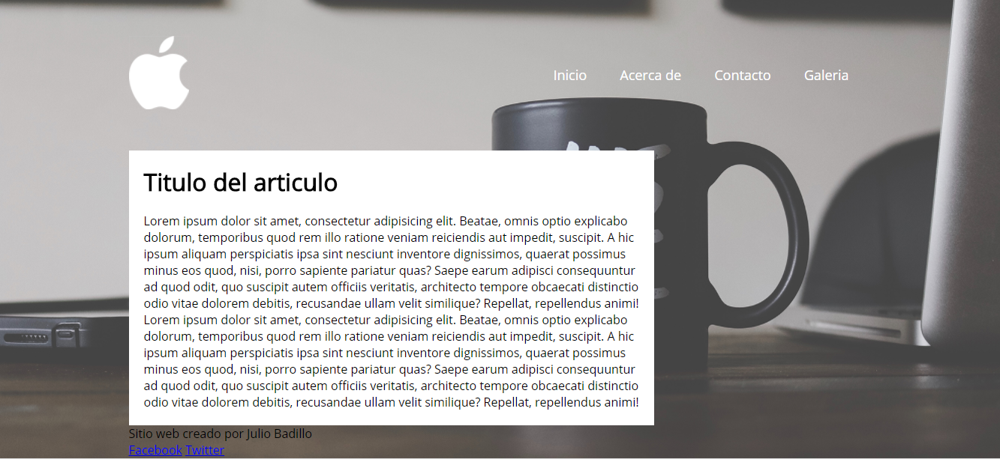 Inicio Acerca de Contacto Galeria
Titulo del articulo
Lorem ipsum dolor sit amet, consectetur adipisicing elit. Beatae, omnis optio explicabo
dolorum, temporibus quod rem illo ratione veniam reiciendis aut impedit, suscipit. A hic
ipsum aliquam perspiciatis ipsa sint nesciunt inventore dignissimos, quaerat possimus
minus eos quod, nisi, porro sapiente pariatur quas? Saepe earum adipisci consequuntur
ad quod odit, quo suscipit autem officiis veritatis, architecto tempore obcaecati distinctio
odio vitae dolorem debitis, recusandae ullam velit similique? Repellat, repellendus animi!
Lorem ipsum dolor sit amet, consectetur adipisicing elit. Beatae, omnis optio explicabo
dolorum, temporibus quod rem illo ratione veniam reiciendis aut impedit, suscipit. A hic
ipsum aliquam perspiciatis ipsa sint nesciunt inventore dignissimos, quaerat possimus
minus eos quod, nisi, porro sapiente pariatur quas? Saepe earum adipisci consequuntur
ad quod odit, quo suscipit autem officiis veritatis, architecto tempore obcaecati distinctio
odio vitae dolorem debitis, recusandae ullam velit similique? Repellat, repellendus animi!
Sitio web creado por Julio Badillo
Facebook Twitter